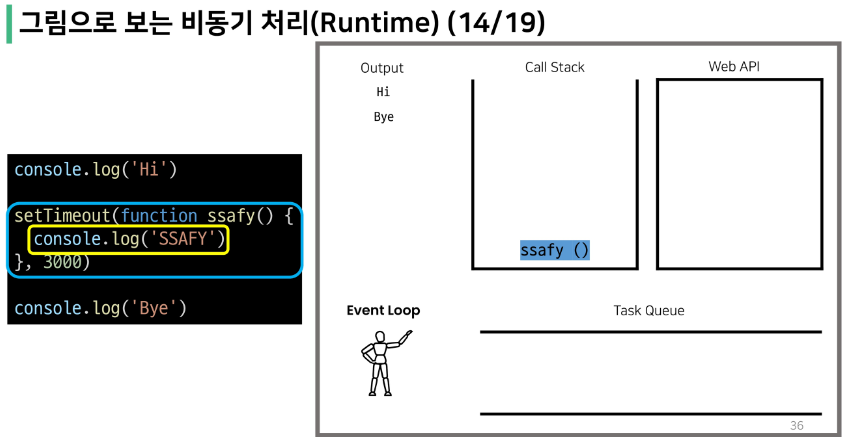 그림으로 보는 비동기 처리(Runtime) (14/19)
console.log('Hi')
setTimeout(function ssafy() {
console.log('SSAFY')
}, 3000)
console.log('Bye')
Output
Hi
Bye
Call Stack
ssafy ()
Web API
Event Loop
Task Queue
36